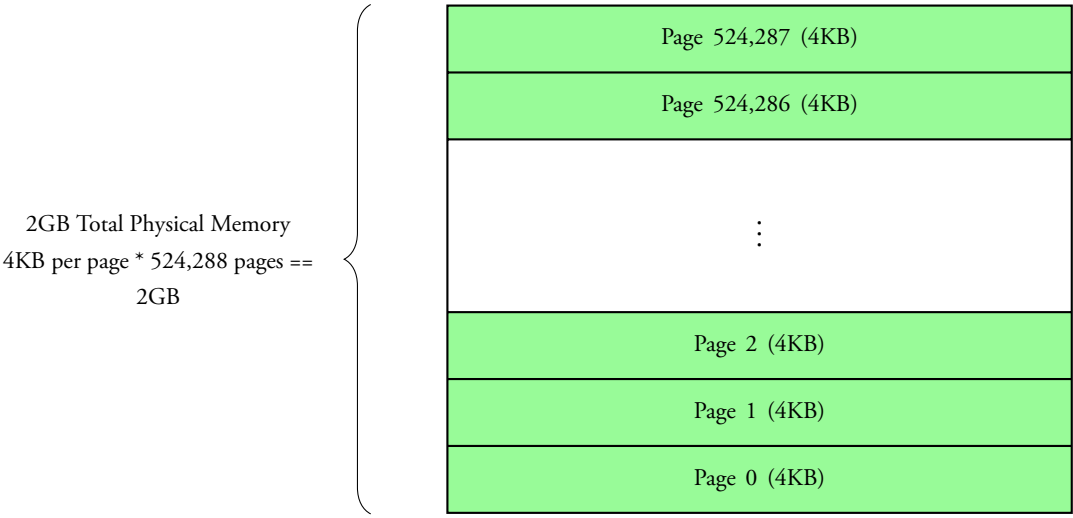 Page 524,287 (4KB)
Page 524,286 (4KB)
⋮
2GB Total Physical Memory
4KB per page * 524,288 pages ==
2GB
Page 2 (4KB)
Page 1 (4KB)
Page 0 (4KB)